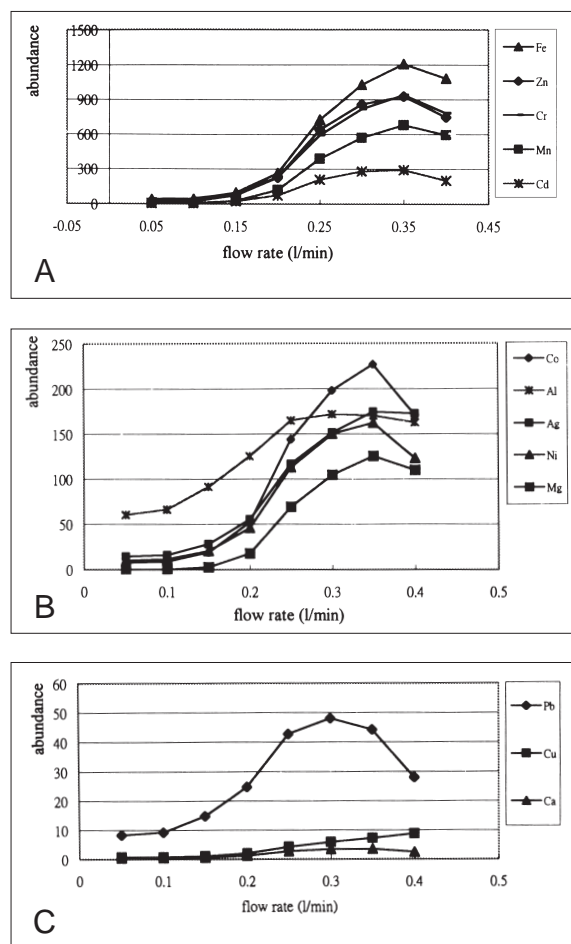 abundance
1500
1200
900
600
300
0
-0.05
0.05
0.15
0.25
0.35
0.45
flow rate (l/min)
Fe
Zn
Cr
Mn
Cd
A
abundance
250
200
150
100
50
0
0
0.1
0.2
0.3
0.4
0.5
flow rate (l/min)
Co
Al
Ag
Ni
Mg
B
abundance
60
50
40
30
20
10
0
0
0.1
0.2
0.3
0.4
0.5
flow rate (l/min)
Pb
Cu
Ca
C